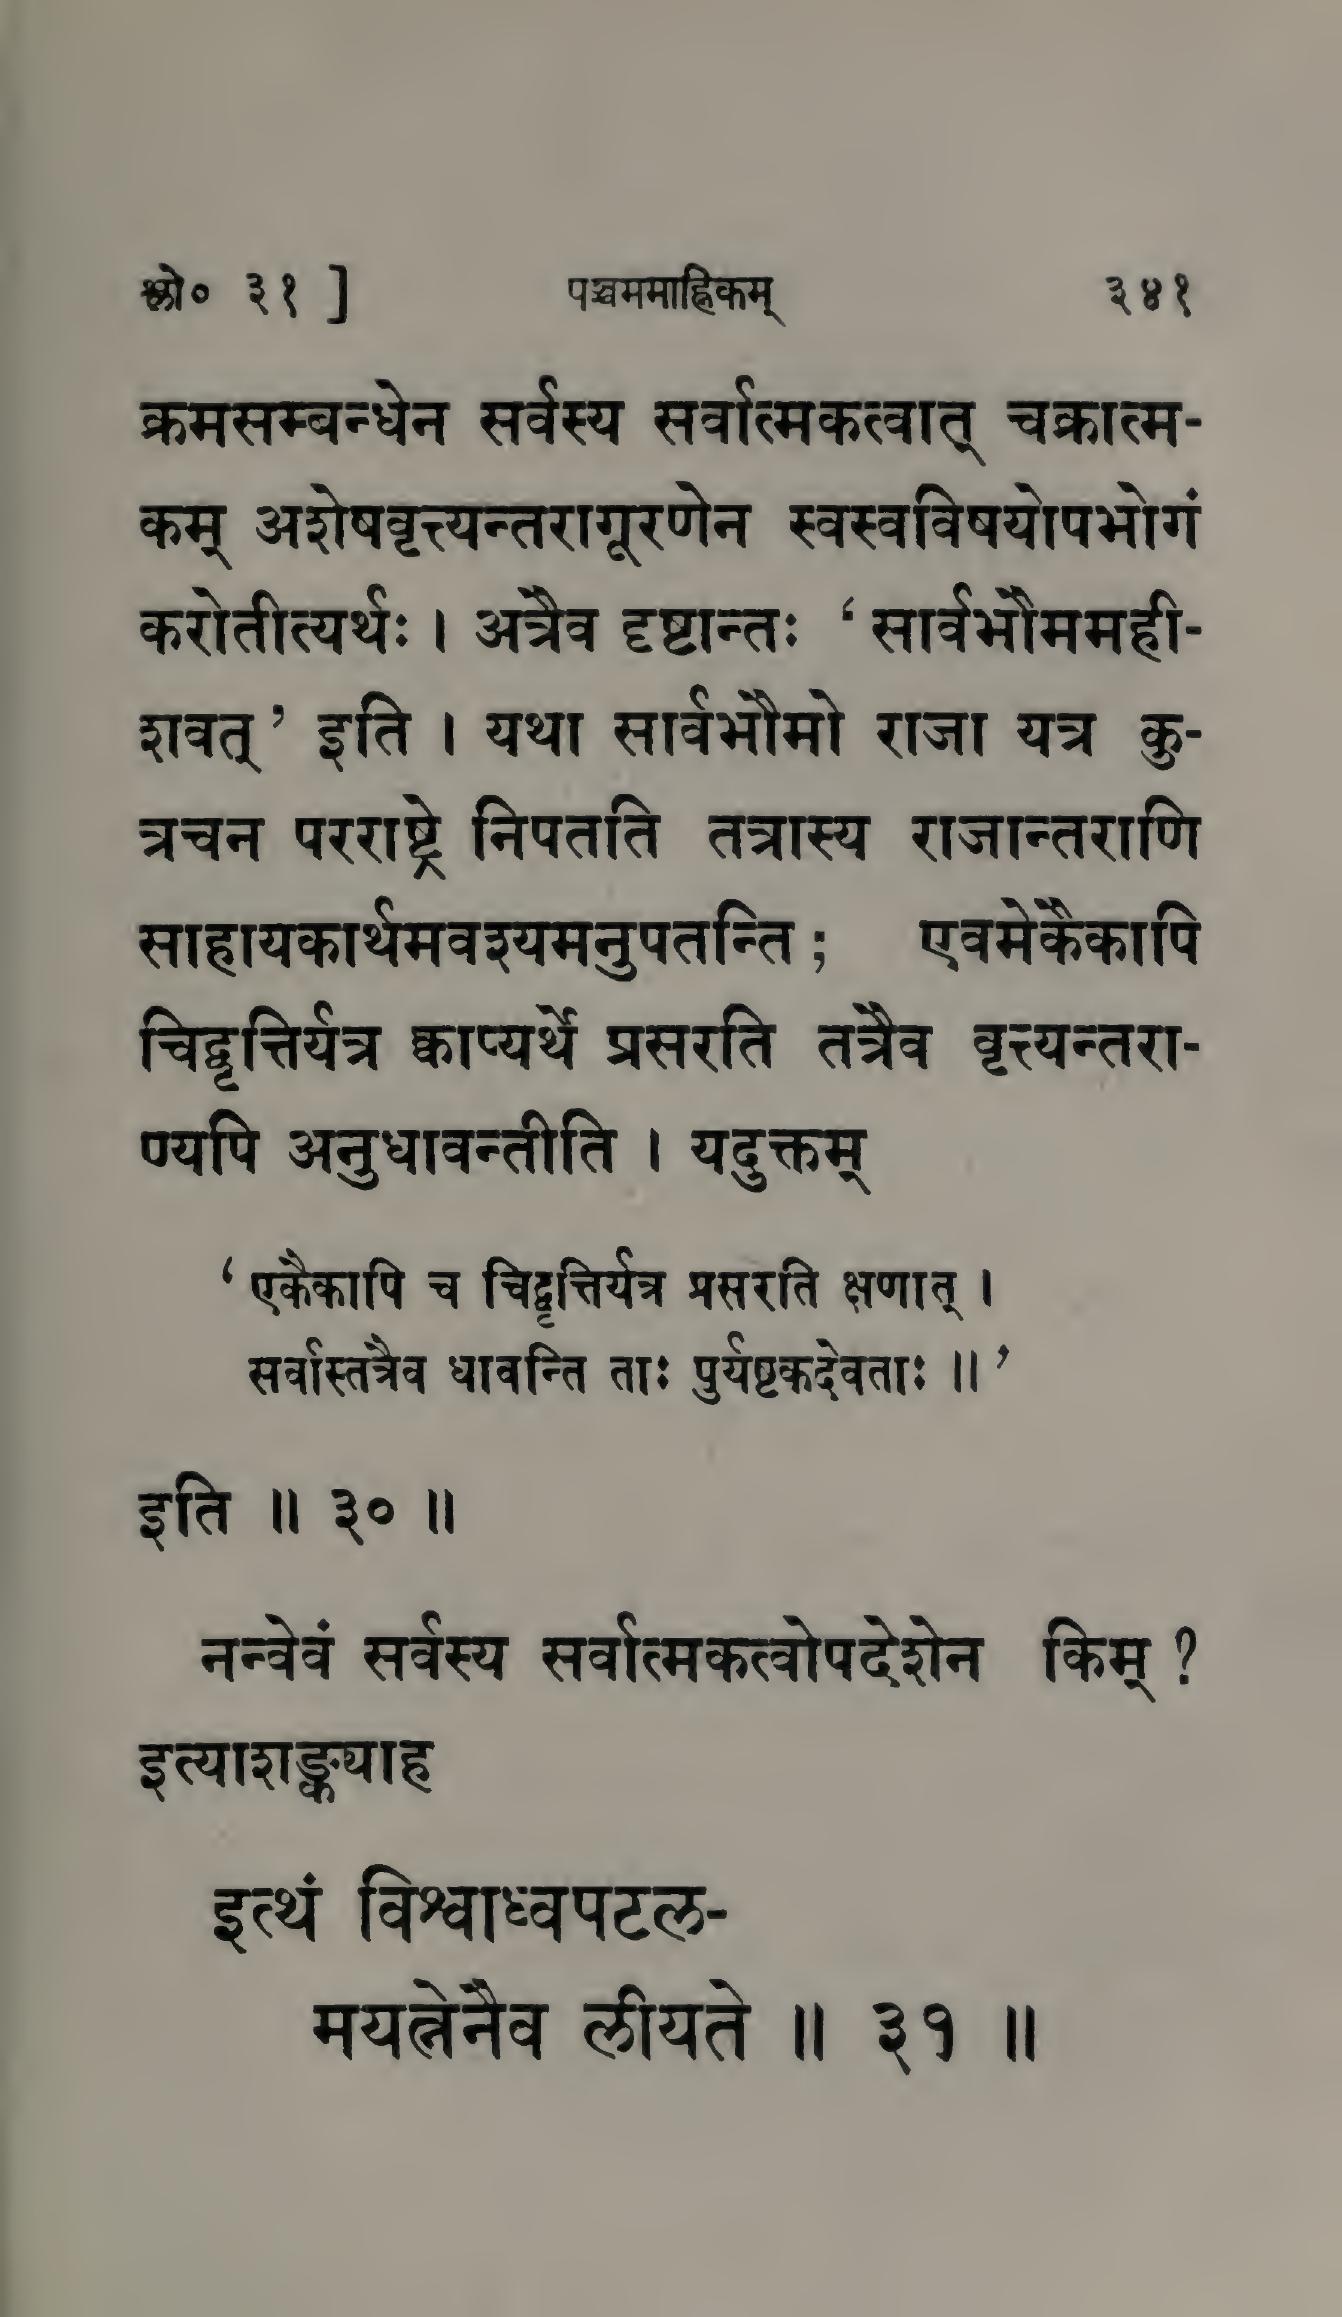 श्लो० ३१ ] पञ्चममाह्निकम् ३४१
क्रमसम्बन्धेन सर्वस्य सर्वात्मकत्वात् चक्रात्म-
कम् अशेषवृत्त्यन्तरागूरणेन स्वस्वविषयोपभोगं
करोतीत्यर्थः । अत्रैव दृष्टान्तः ‘सार्वभौममही-
शवत्’ इति । यथा सार्वभौमो राजा यत्र कु-
त्रचन परराष्ट्रे निपतति तत्रास्य राजान्तराणि
साहायकार्थमवश्यमनुपतन्ति; एवमेकैकापि
चिद्वृत्तिर्यत्र क्वाप्यर्थे प्रसरति तत्रैव वृत्त्यन्तरा-
ण्यपि अनुधावन्तीति । यदुक्तम्
‘एकैकापि च चिद्वृत्तिर्यत्र प्रसरति क्षणात् ।
सर्वास्तत्रैव धावन्ति ताः पुर्यष्टकदेवताः ॥’
इति ॥ ३० ॥
नन्वेवं सर्वस्य सर्वात्मकत्वोपदेशेन किम् ?
इत्याशङ्क्याह
इत्थं विश्वाध्वपटल-
मयत्नेनैव लीयते ॥ ३१ ॥